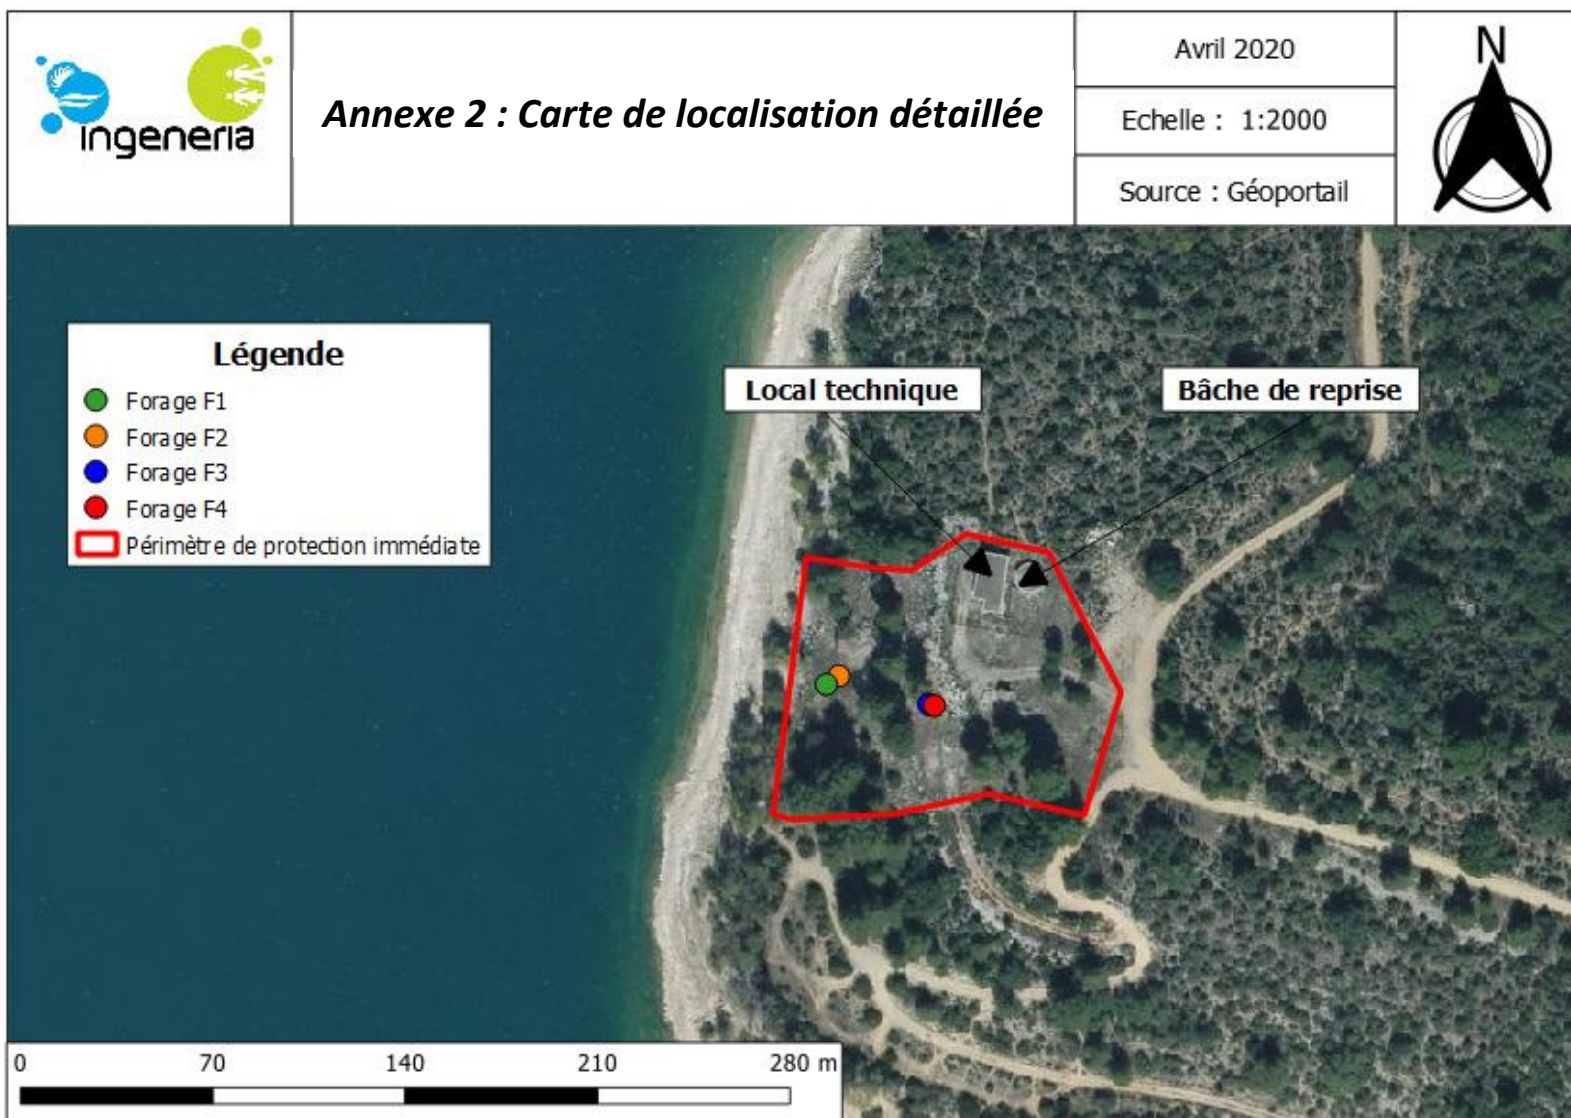 ingeneria
Annexe 2 : Carte de localisation détaillée
Avril 2020
Echelle : 1:2000
Source : Géoportail
N
Légende
Forage F1
Forage F2
Forage F3
Forage F4
Périmètre de protection immédiate
Local technique
Bâche de reprise
0 70 140 210 280 m